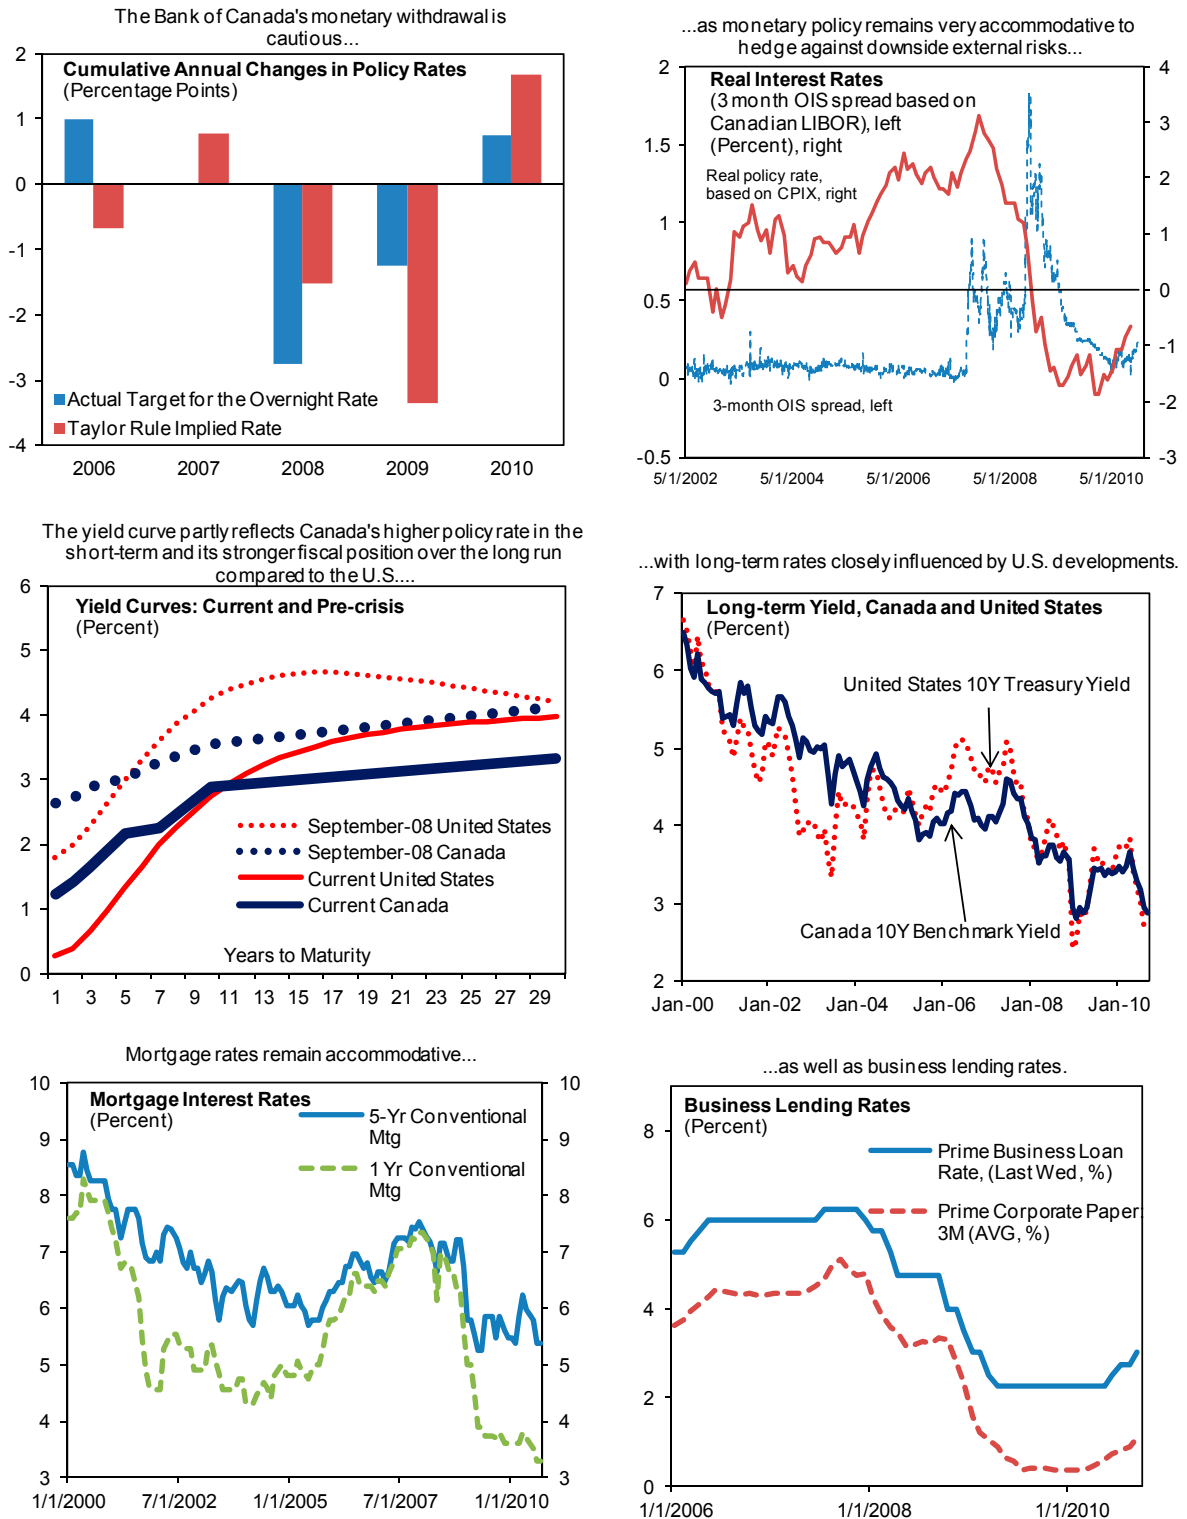 The Bank of Canada's monetary withdrawal is
cautious...
Cumulative Annual Changes in Policy Rates
(Percentage Points)
2
1
0
-1
-2
-3
-4
Actual Target for the Overnight Rate
Taylor Rule Implied Rate
2006 2007 2008 2009 2010
...as monetary policy remains very accommodative to
hedge against downside external risks...
Real Interest Rates
(3 month OIS spread based on
Canadian LIBOR), left
(Percent), right
Real policy rate,
based on CPIX, right
3-month OIS spread, left
2
1.5
1
0.5
0
-0.5
4
3
2
1
0
-1
-2
-3
5/1/2002 5/1/2004 5/1/2006 5/1/2008 5/1/2010
The yield curve partly reflects Canada's higher policy rate in the
short-term and its stronger fiscal position over the long run
compared to the U.S....
Yield Curves: Current and Pre-crisis
(Percent)
6
5
4
3
2
1
0
September-08 United States
September-08 Canada
Current United States
Current Canada
Years to Maturity
1 3 5 7 9 11 13 15 17 19 21 23 25 27 29
...with long-term rates closely influenced by U.S. developments.
Long-term Yield, Canada and United States
(Percent)
United States 10Y Treasury Yield
Canada 10Y Benchmark Yield
7
6
5
4
3
2
Jan-00 Jan-02 Jan-04 Jan-06 Jan-08 Jan-10
Mortgage rates remain accommodative...
Mortgage Interest Rates
(Percent)
5-Yr Conventional
Mtg
1 Yr Conventional
Mtg
10
9
8
7
6
5
4
3
10
9
8
7
6
5
4
3
1/1/2000 7/1/2002 1/1/2005 7/1/2007 1/1/2010
...as well as business lending rates.
Business Lending Rates
(Percent)
Prime Business Loan
Rate, (Last Wed, %)
Prime Corporate Paper:
3M (AVG, %)
8
6
4
2
0
1/1/2006 1/1/2008 1/1/2010